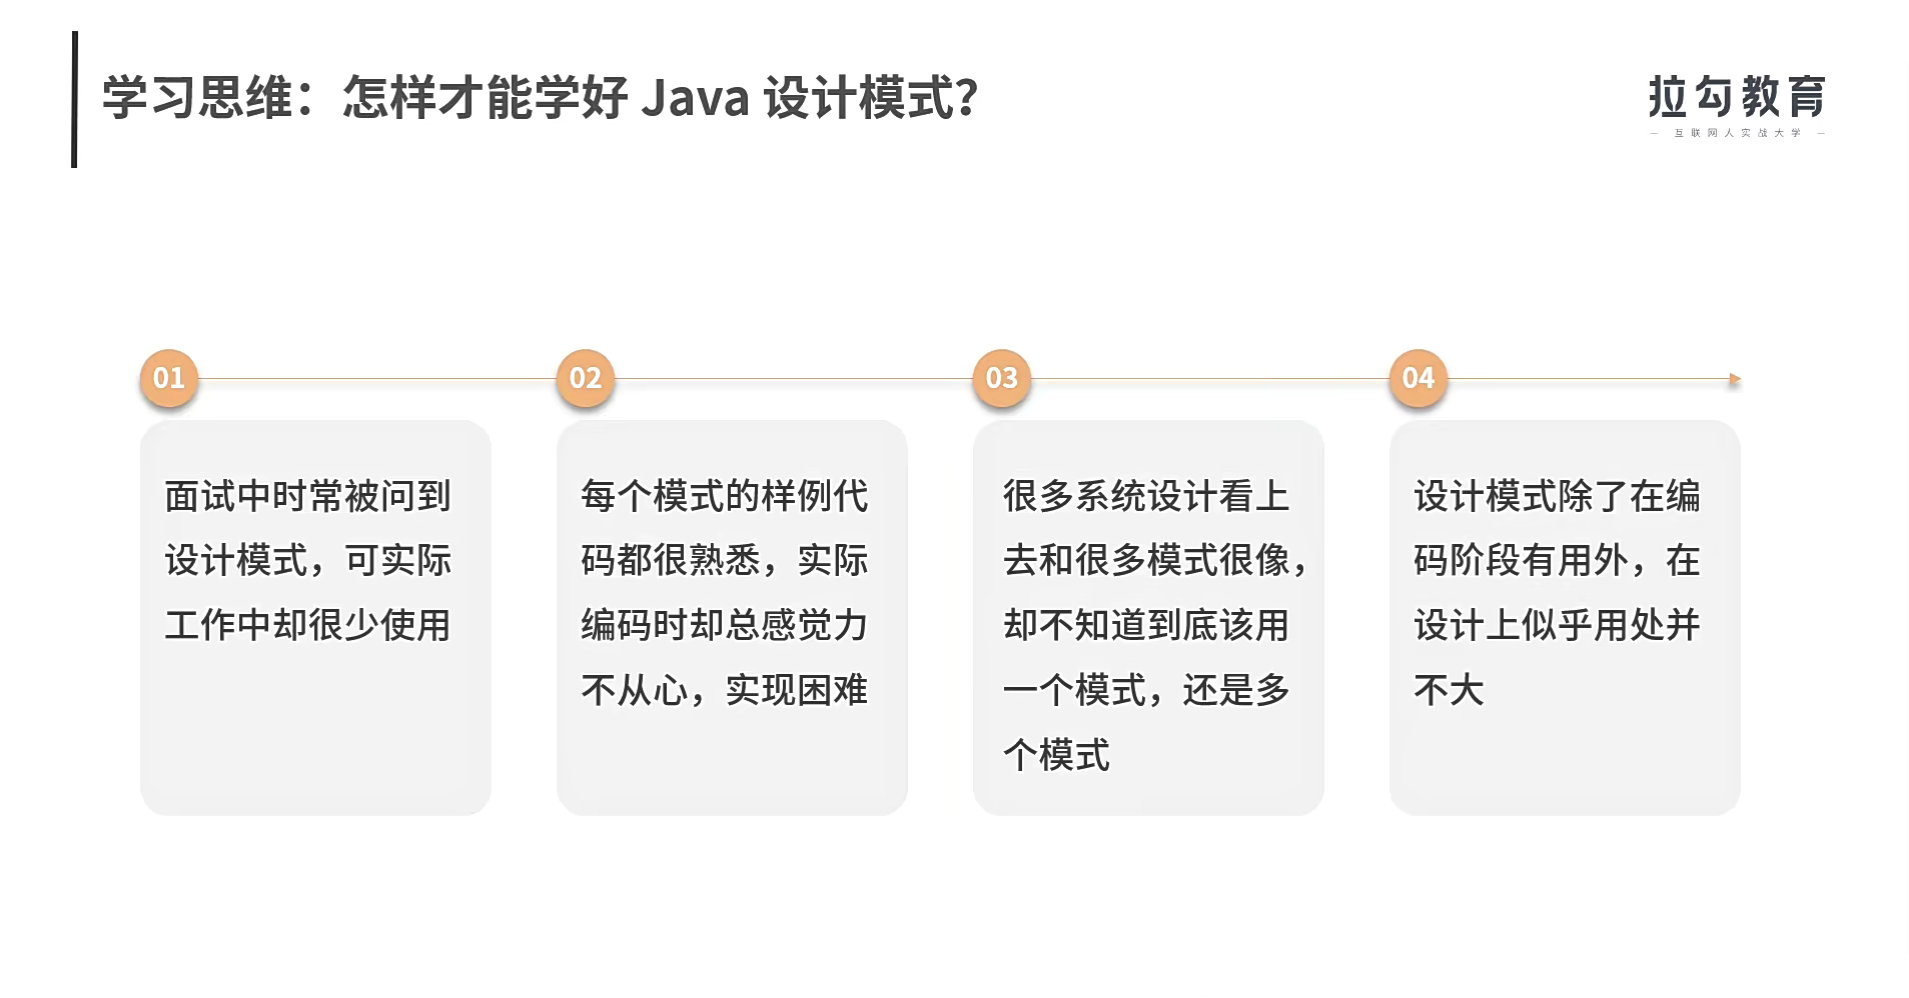 学习思维：怎样才能学好 Java 设计模式？
拉勾教育
— 互联网人实战大学 —
01
面试中时常被问到
设计模式，可实际
工作中却很少使用
02
每个模式的样例代
码都很熟悉，实际
编码时却总感觉力
不从心，实现困难
03
很多系统设计看上
去和很多模式很像，
却不知道到底该用
一个模式，还是多
个模式
04
设计模式除了在编
码阶段有用外，在
设计上似乎用处并
不大